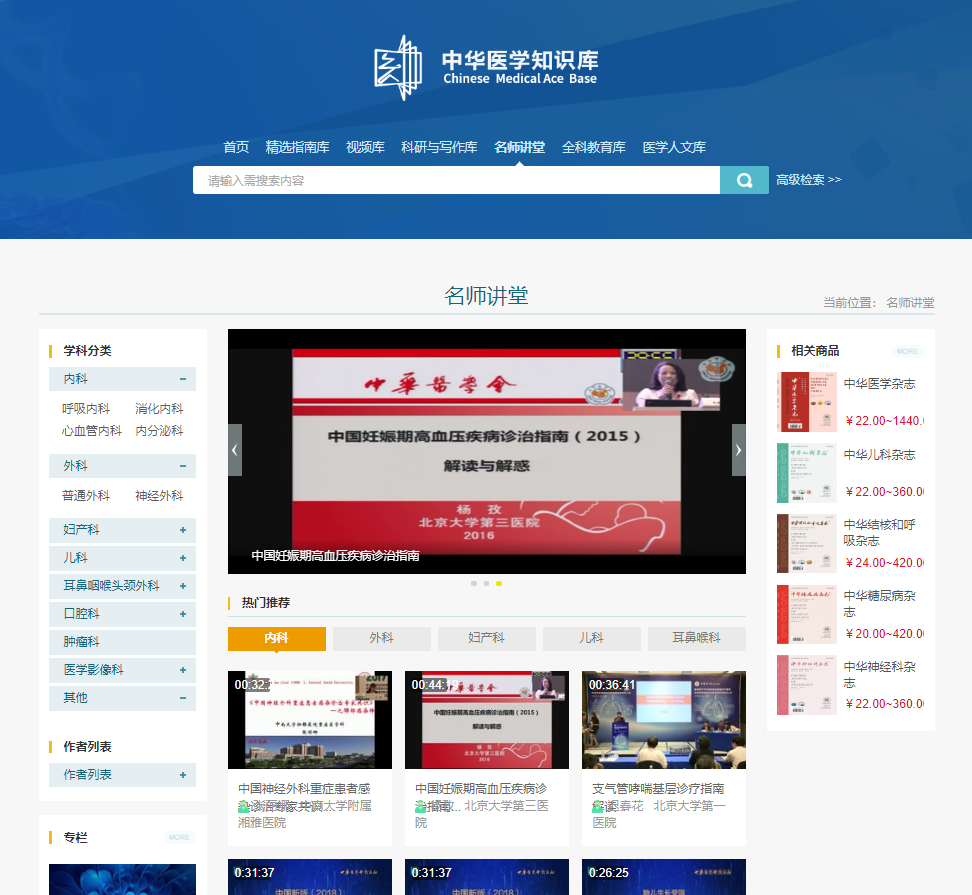 中华医学知识库
Chinese Medical Ace Base
首页 精选指南库 视频库 科研与写作库 名师讲堂 全科教育库 医学人文库
请输入需搜索内容
高级检索 >>
名师讲堂
当前位置： 名师讲堂
学科分类
内科 −
呼吸内科 消化内科
心血管内科 内分泌科
外科 −
普通外科 神经外科
妇产科 +
儿科 +
耳鼻咽喉头颈外科 +
口腔科 +
肿瘤科
医学影像科 +
其他 −
作者列表
作者列表 +
专栏 MORE
中華醫學會
中国妊娠期高血压疾病诊治指南（2015）
解读与解惑
杨 孜
北京大学第三医院
2016
中国妊娠期高血压疾病诊治指南
热门推荐
内科 外科 妇产科 儿科 耳鼻喉科
00:32:
中国神经外科重症患者感
染诊治专家共识
中南大学附属
湘雅医院
00:44:19
中華醫學會
中国妊娠期高血压疾病诊治指南（2015）
解读与解惑
杨 孜
北京大学第三医院
2016
中国妊娠期高血压疾病诊
治指南...
北京大学第三医
院
00:36:41
支气管哮喘基层诊疗指南
迟春花 北京大学第一
医院
0:31:37
中国新版（2018）
0:31:37
中国新版（2018）
0:26:25
胎儿生长受限
相关商品 MORE
中华医学杂志
￥22.00~1440.
中华儿科杂志
￥22.00~360.0
中华结核和呼
吸杂志
￥24.00~420.0
中华糖尿病杂
志
￥20.00~420.0
中华神经科杂
志
￥22.00~360.0